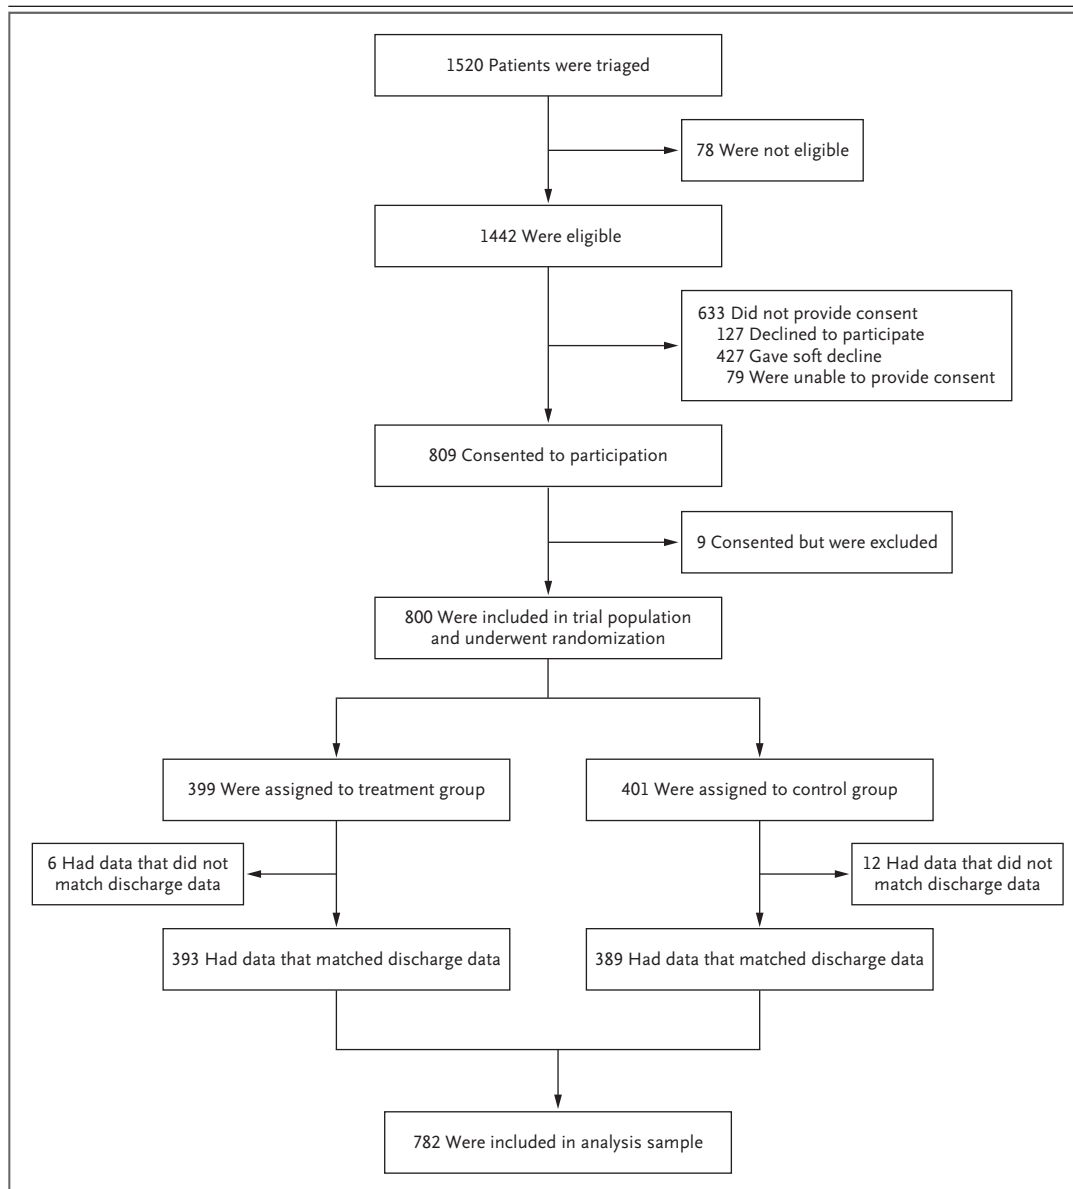 1520 Patients were triaged
78 Were not eligible
1442 Were eligible
633 Did not provide consent
127 Declined to participate
427 Gave soft decline
79 Were unable to provide consent
809 Consented to participation
9 Consented but were excluded
800 Were included in trial population
and underwent randomization
399 Were assigned to treatment group
401 Were assigned to control group
6 Had data that did not
match discharge data
12 Had data that did not
match discharge data
393 Had data that matched discharge data
389 Had data that matched discharge data
782 Were included in analysis sample